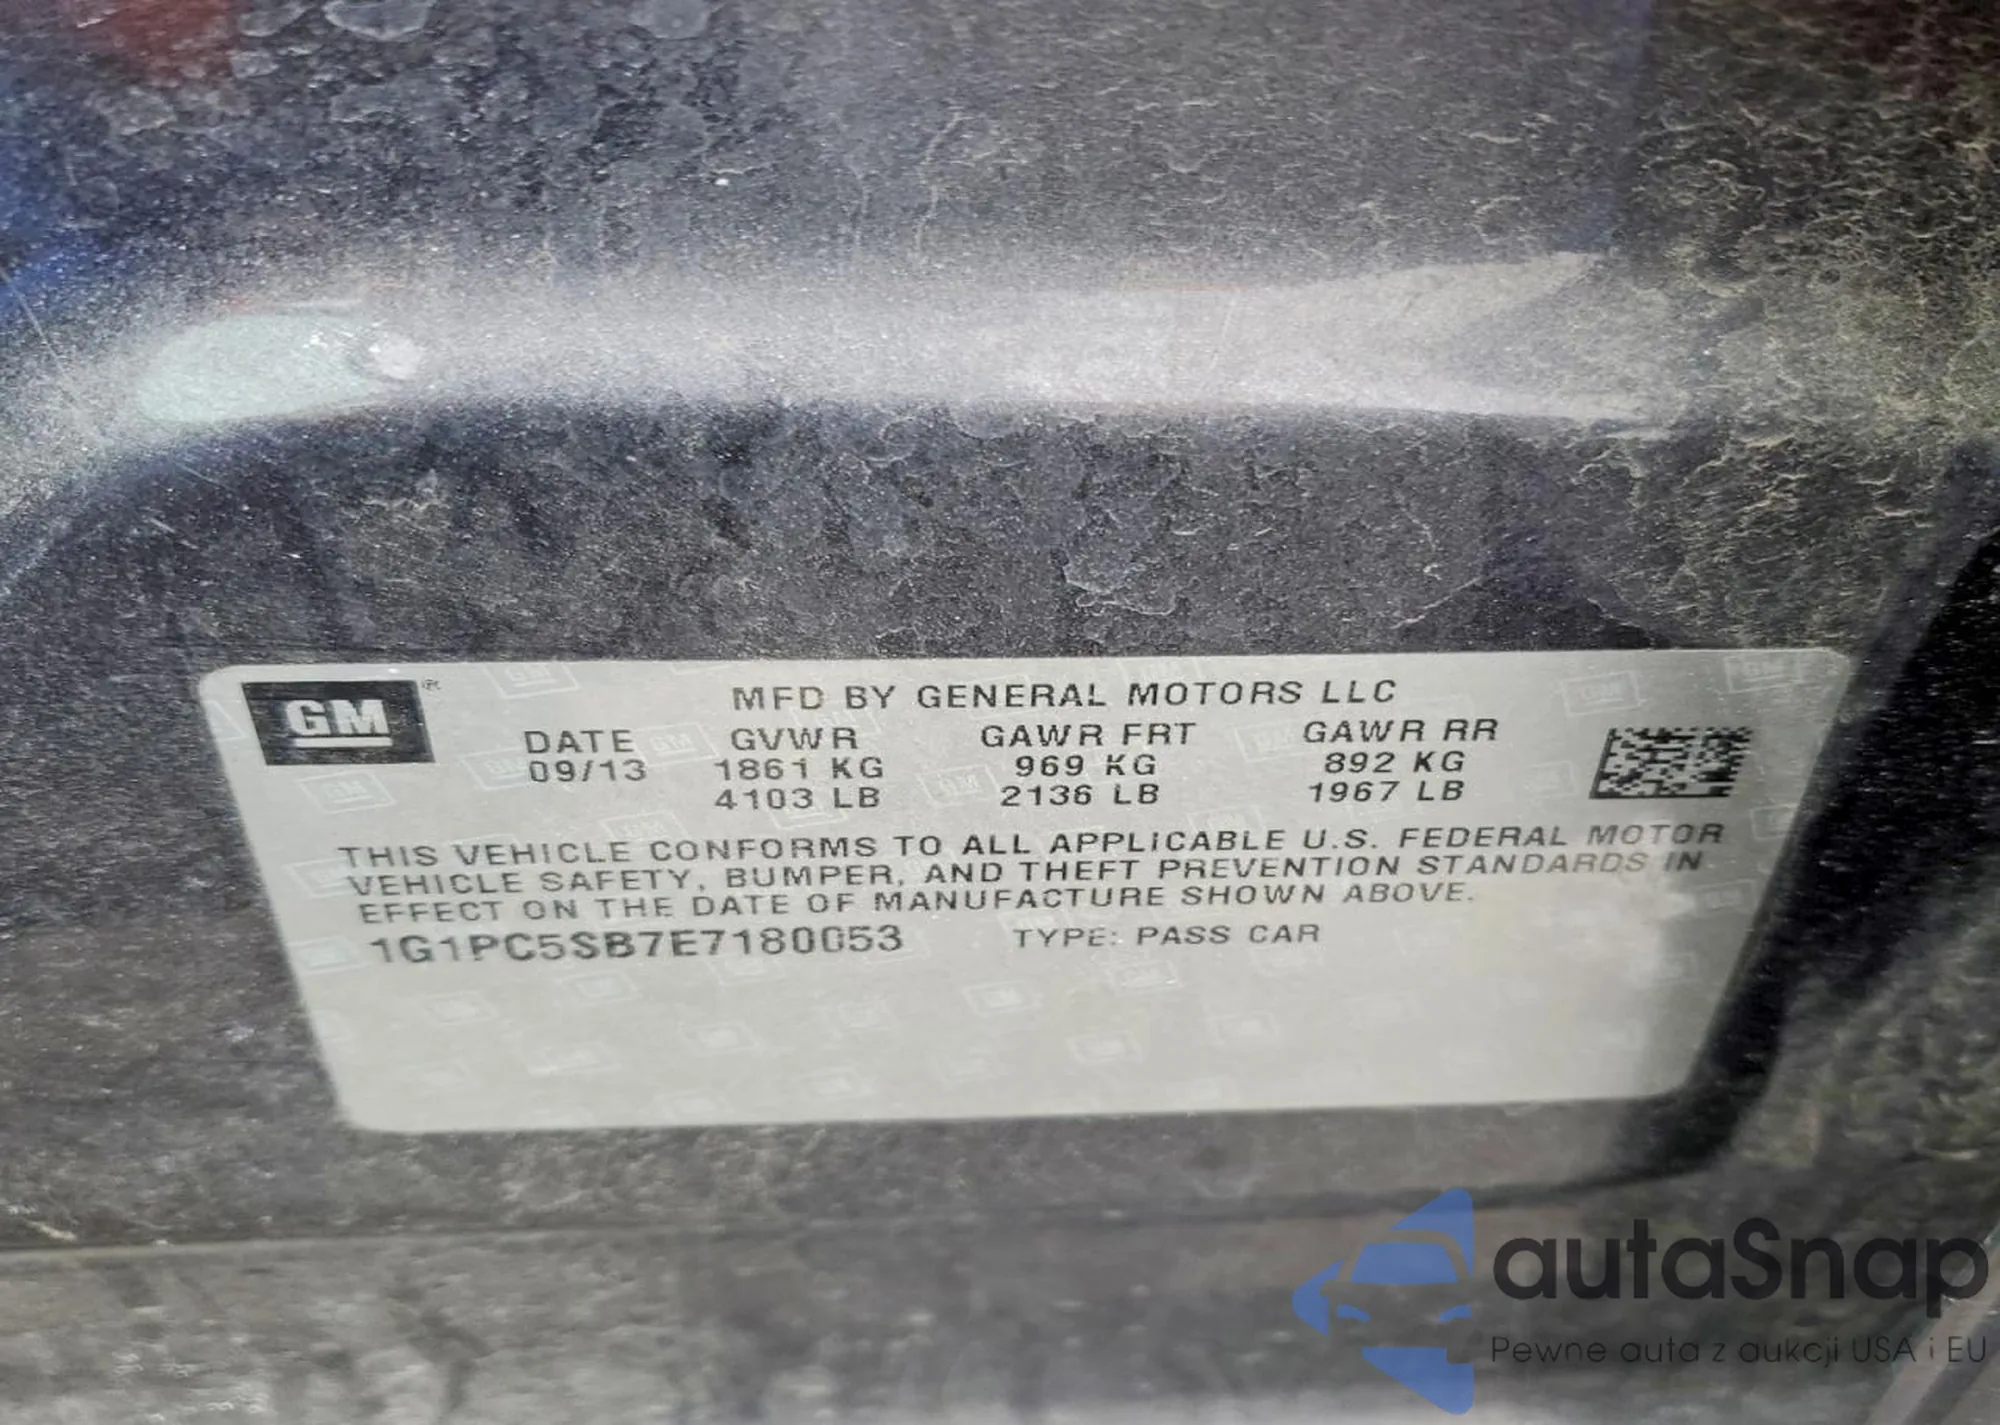 GM
MFD BY GENERAL MOTORS LLC
DATE GVWR GAWR FRT GAWR RR
09/13 1861 KG 969 KG 892 KG
4103 LB 2136 LB 1967 LB
THIS VEHICLE CONFORMS TO ALL APPLICABLE U.S. FEDERAL MOTOR
VEHICLE SAFETY, BUMPER, AND THEFT PREVENTION STANDARDS IN
EFFECT ON THE DATE OF MANUFACTURE SHOWN ABOVE.
1G1PC5SB7E7180053 TYPE: PASS CAR
autaSnap
Pewne auta z aukcji USA i EU